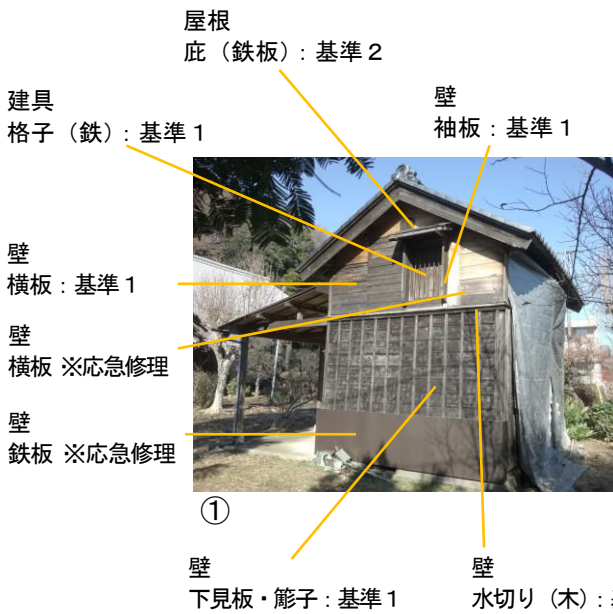 屋根
庇（鉄板）：基準２
建具
格子（鉄）：基準１
壁
袖板：基準１
壁
横板：基準１
壁
横板 ※応急修理
壁
鉄板 ※応急修理
①
壁
下見板・簓子：基準１
壁
水切り（木）：